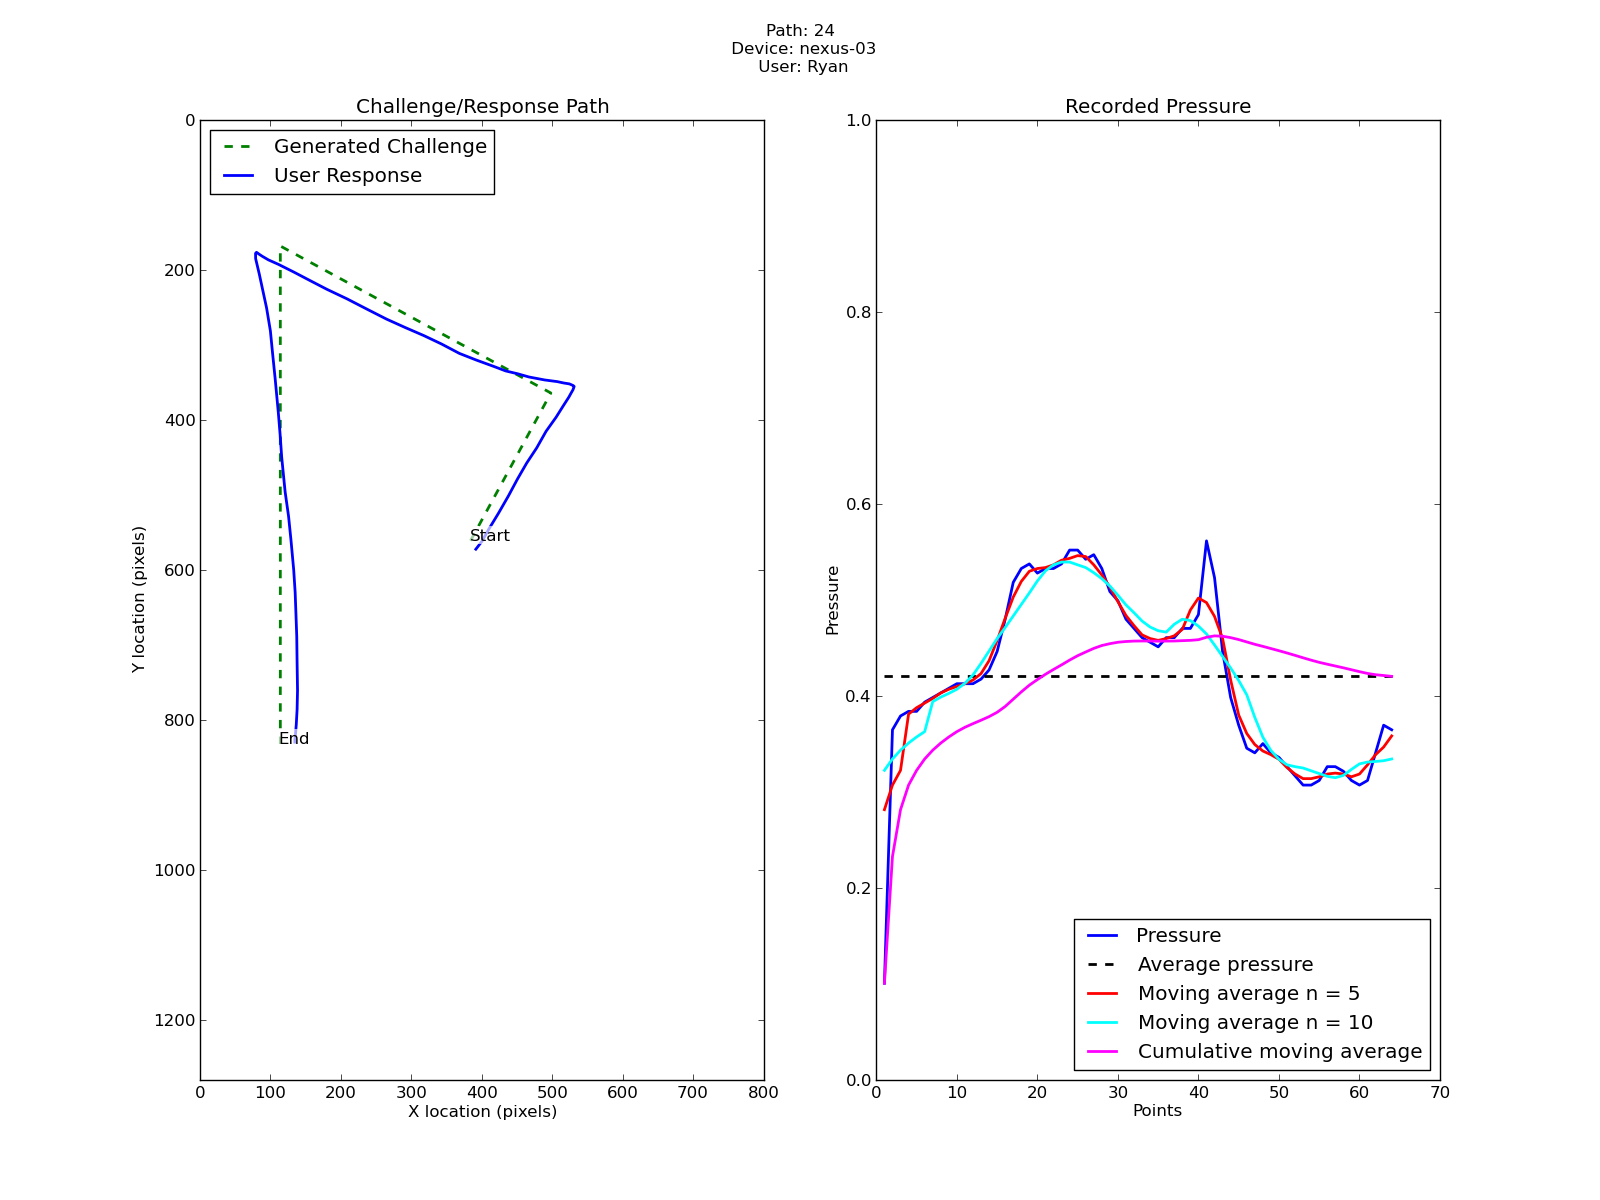 Path: 24
Device: nexus-03
User: Ryan
Challenge/Response Path
Generated Challenge
User Response
0
200
400
600
800
1000
1200
Y location (pixels)
Start
End
0 100 200 300 400 500 600 700 800
X location (pixels)
Recorded Pressure
1.0
0.8
0.6
0.4
0.2
0.0
Pressure
Pressure
Average pressure
Moving average n = 5
Moving average n = 10
Cumulative moving average
0 10 20 30 40 50 60 70
Points